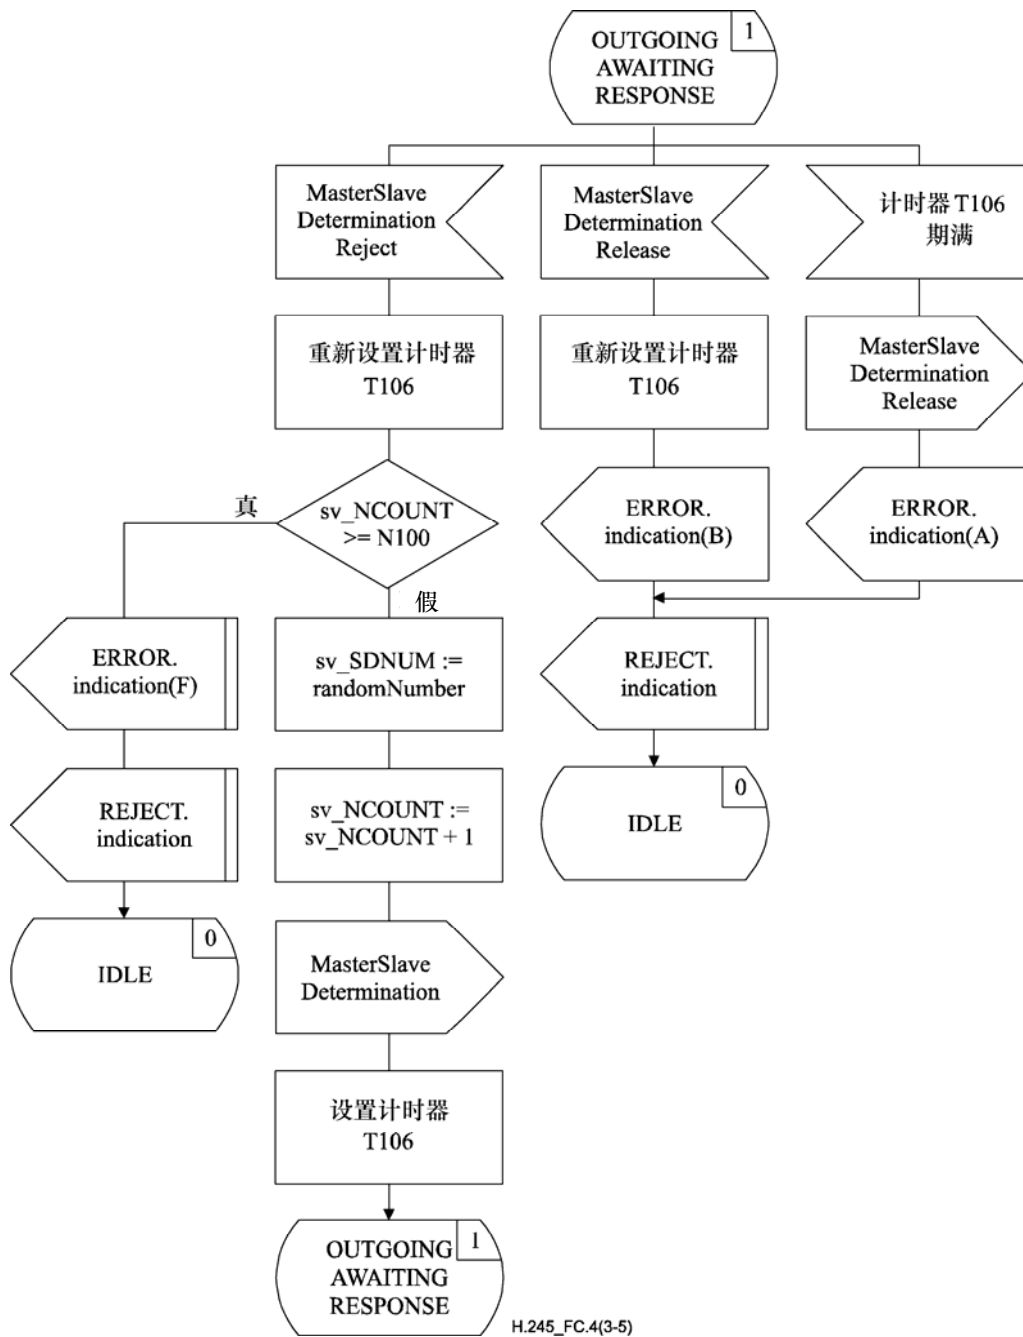 OUTGOING
AWAITING
RESPONSE
1
MasterSlave
Determination
Reject
MasterSlave
Determination
Release
计时器 T106
期满
重新设置计时器
T106
重新设置计时器
T106
MasterSlave
Determination
Release
真
sv_NCOUNT
>= N100
假
ERROR.
indication(B)
ERROR.
indication(A)
ERROR.
indication(F)
sv_SDNUM :=
randomNumber
REJECT.
indication
REJECT.
indication
sv_NCOUNT :=
sv_NCOUNT + 1
IDLE
0
IDLE
0
MasterSlave
Determination
设置计时器
T106
OUTGOING
AWAITING
RESPONSE
1
H.245_FC.4(3-5)